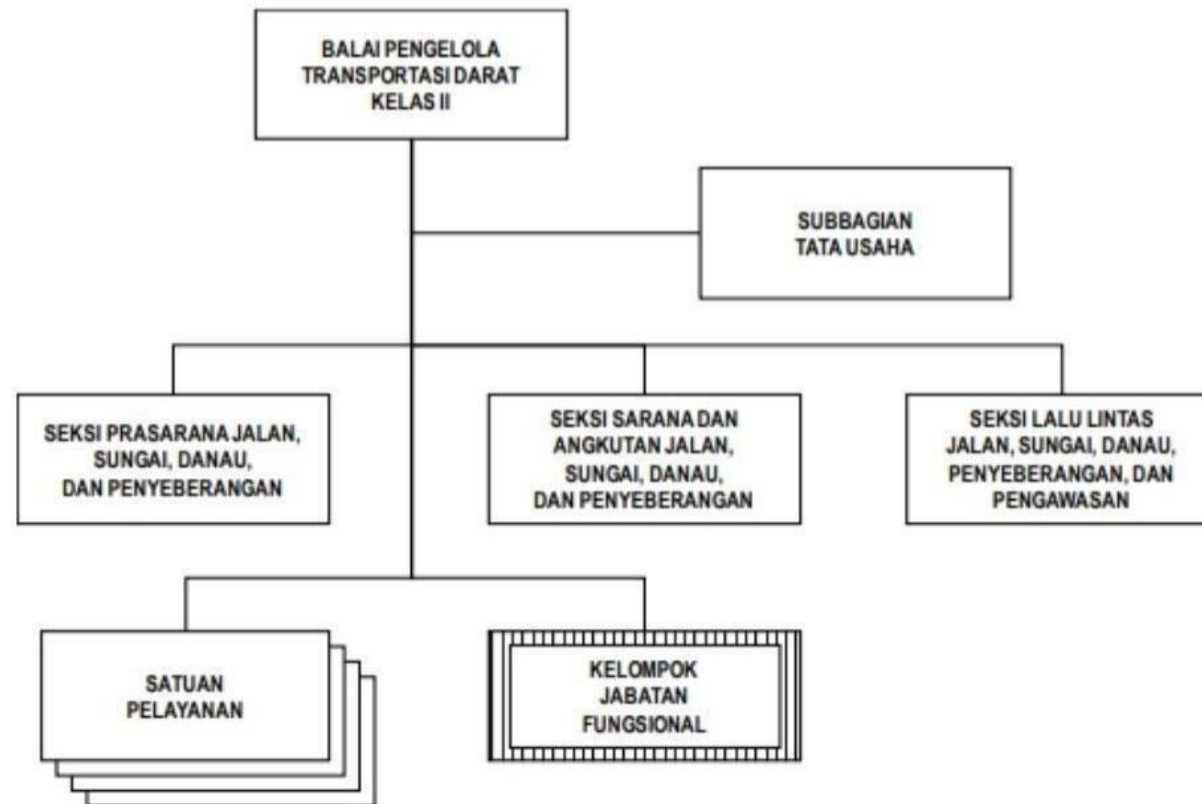 BALAI PENGELOLA
TRANSPORTASI DARAT
KELAS II
SUBBAGIAN
TATA USAHA
SEKSI PRASARANA JALAN,
SUNGAI, DANAU,
DAN PENYEBERANGAN
SEKSI SARANA DAN
ANGKUTAN JALAN,
SUNGAI, DANAU,
DAN PENYEBERANGAN
SEKSI LALU LINTAS
JALAN, SUNGAI, DANAU,
PENYEBERANGAN, DAN
PENGAWASAN
SATUAN
PELAYANAN
KELOMPOK
JABATAN
FUNGSIONAL